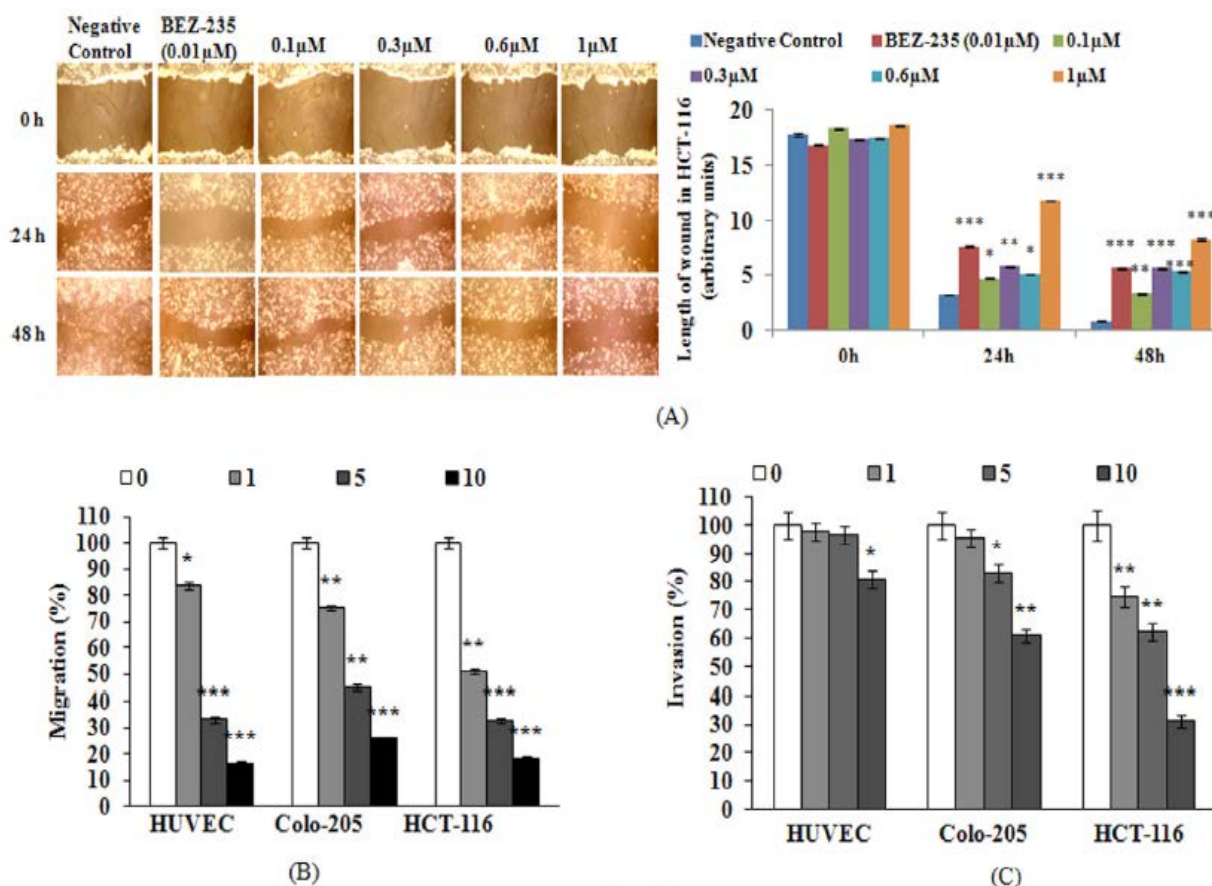 Negative Control
BEZ-235 (0.01µM)
0.1µM
0.3µM
0.6µM
1µM
0 h
24 h
48 h
Negative Control
BEZ-235 (0.01µM)
0.1µM
0.3µM
0.6µM
1µM
Length of wound in HCT-116
(arbitrary units)
20
15
10
5
0
***
*
**
*
***
***
**
***
***
***
0h
24h
48h
(A)
0
1
5
10
Migration (%)
110
100
90
80
70
60
50
40
30
20
10
0
*
***
***
**
**
***
**
***
***
HUVEC
Colo-205
HCT-116
(B)
0
1
5
10
Invasion (%)
110
100
90
80
70
60
50
40
30
20
10
0
*
*
**
**
**
***
HUVEC
Colo-205
HCT-116
(C)